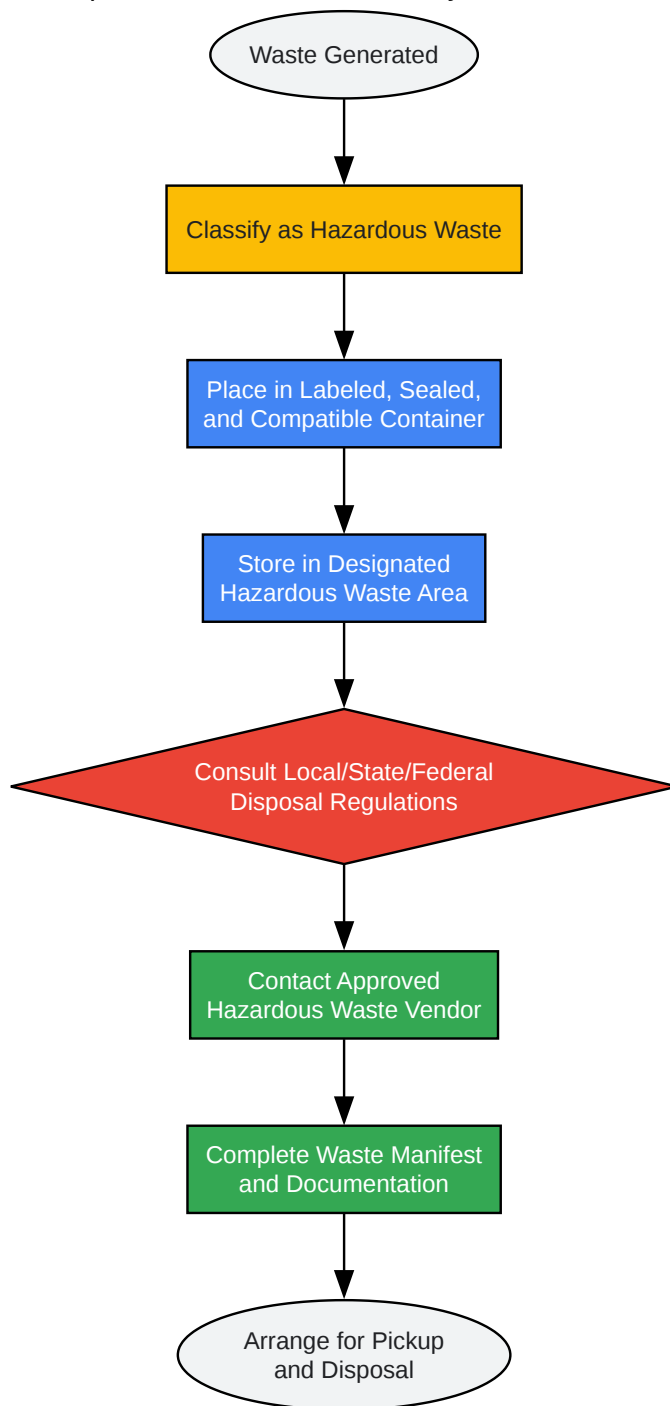 Waste Generated
Classify as Hazardous Waste
Place in Labeled, Sealed,
and Compatible Container
Store in Designated
Hazardous Waste Area
Consult Local/State/Federal
Disposal Regulations
Contact Approved
Hazardous Waste Vendor
Complete Waste Manifest
and Documentation
Arrange for Pickup
and Disposal